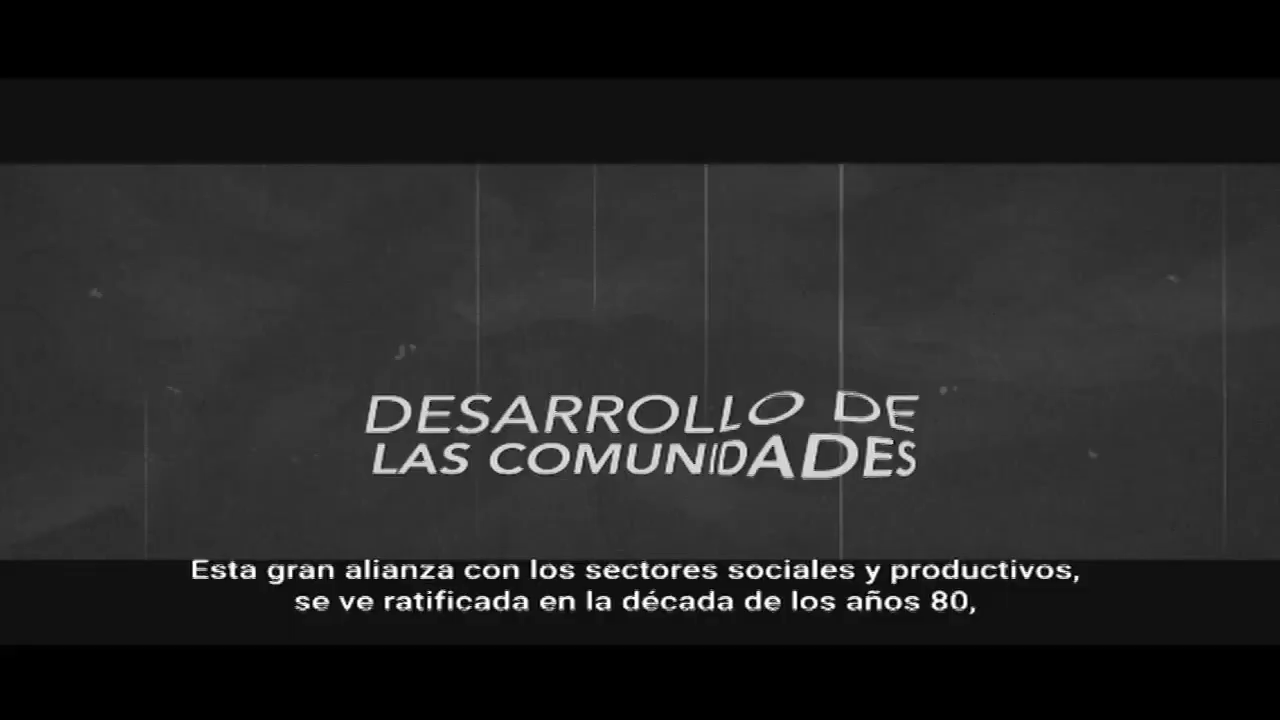 DESARROLLO DE
LAS COMUNIDADES
Esta gran alianza con los sectores sociales y productivos,
se ve ratificada en la década de los años 80,